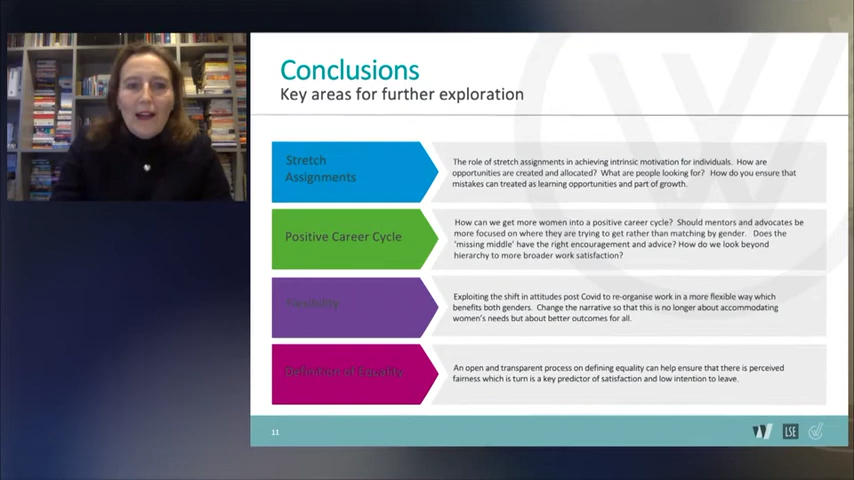 Conclusions
Key areas for further exploration
Stretch
Assignments
The role of stretch assignments in achieving intrinsic motivation for individuals. How are
opportunities are created and allocated? What are people looking for? How do you ensure that
mistakes can treated as learning opportunities and part of growth.
Positive Career Cycle
How can we get more women into a positive career cycle? Should mentors and advocates be
more focused on where they are trying to get rather than matching by gender. Does the
'missing middle' have the right encouragement and advice? How do we look beyond
hierarchy to more broader work satisfaction?
Flexibility
Exploiting the shift in attitudes post Covid to re-organise work in a more flexible way which
benefits both genders. Change the narrative so that this is no longer about accommodating
women's needs but about better outcomes for all.
Definition of Equality
An open and transparent process on defining equality can help ensure that there is perceived
fairness which is turn is a key predictor of satisfaction and low intention to leave.
11
LSE